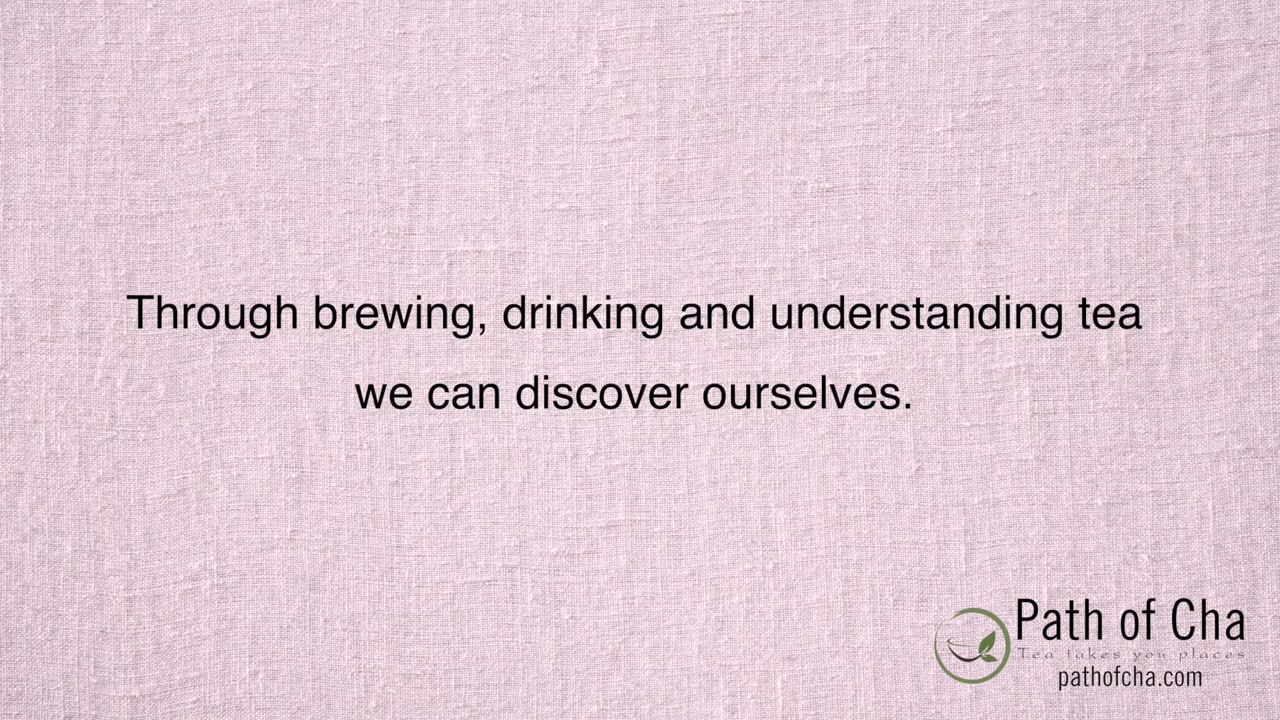 Through brewing, drinking and understanding tea
we can discover ourselves.
Path of Cha
Tea takes you places
pathofcha.com